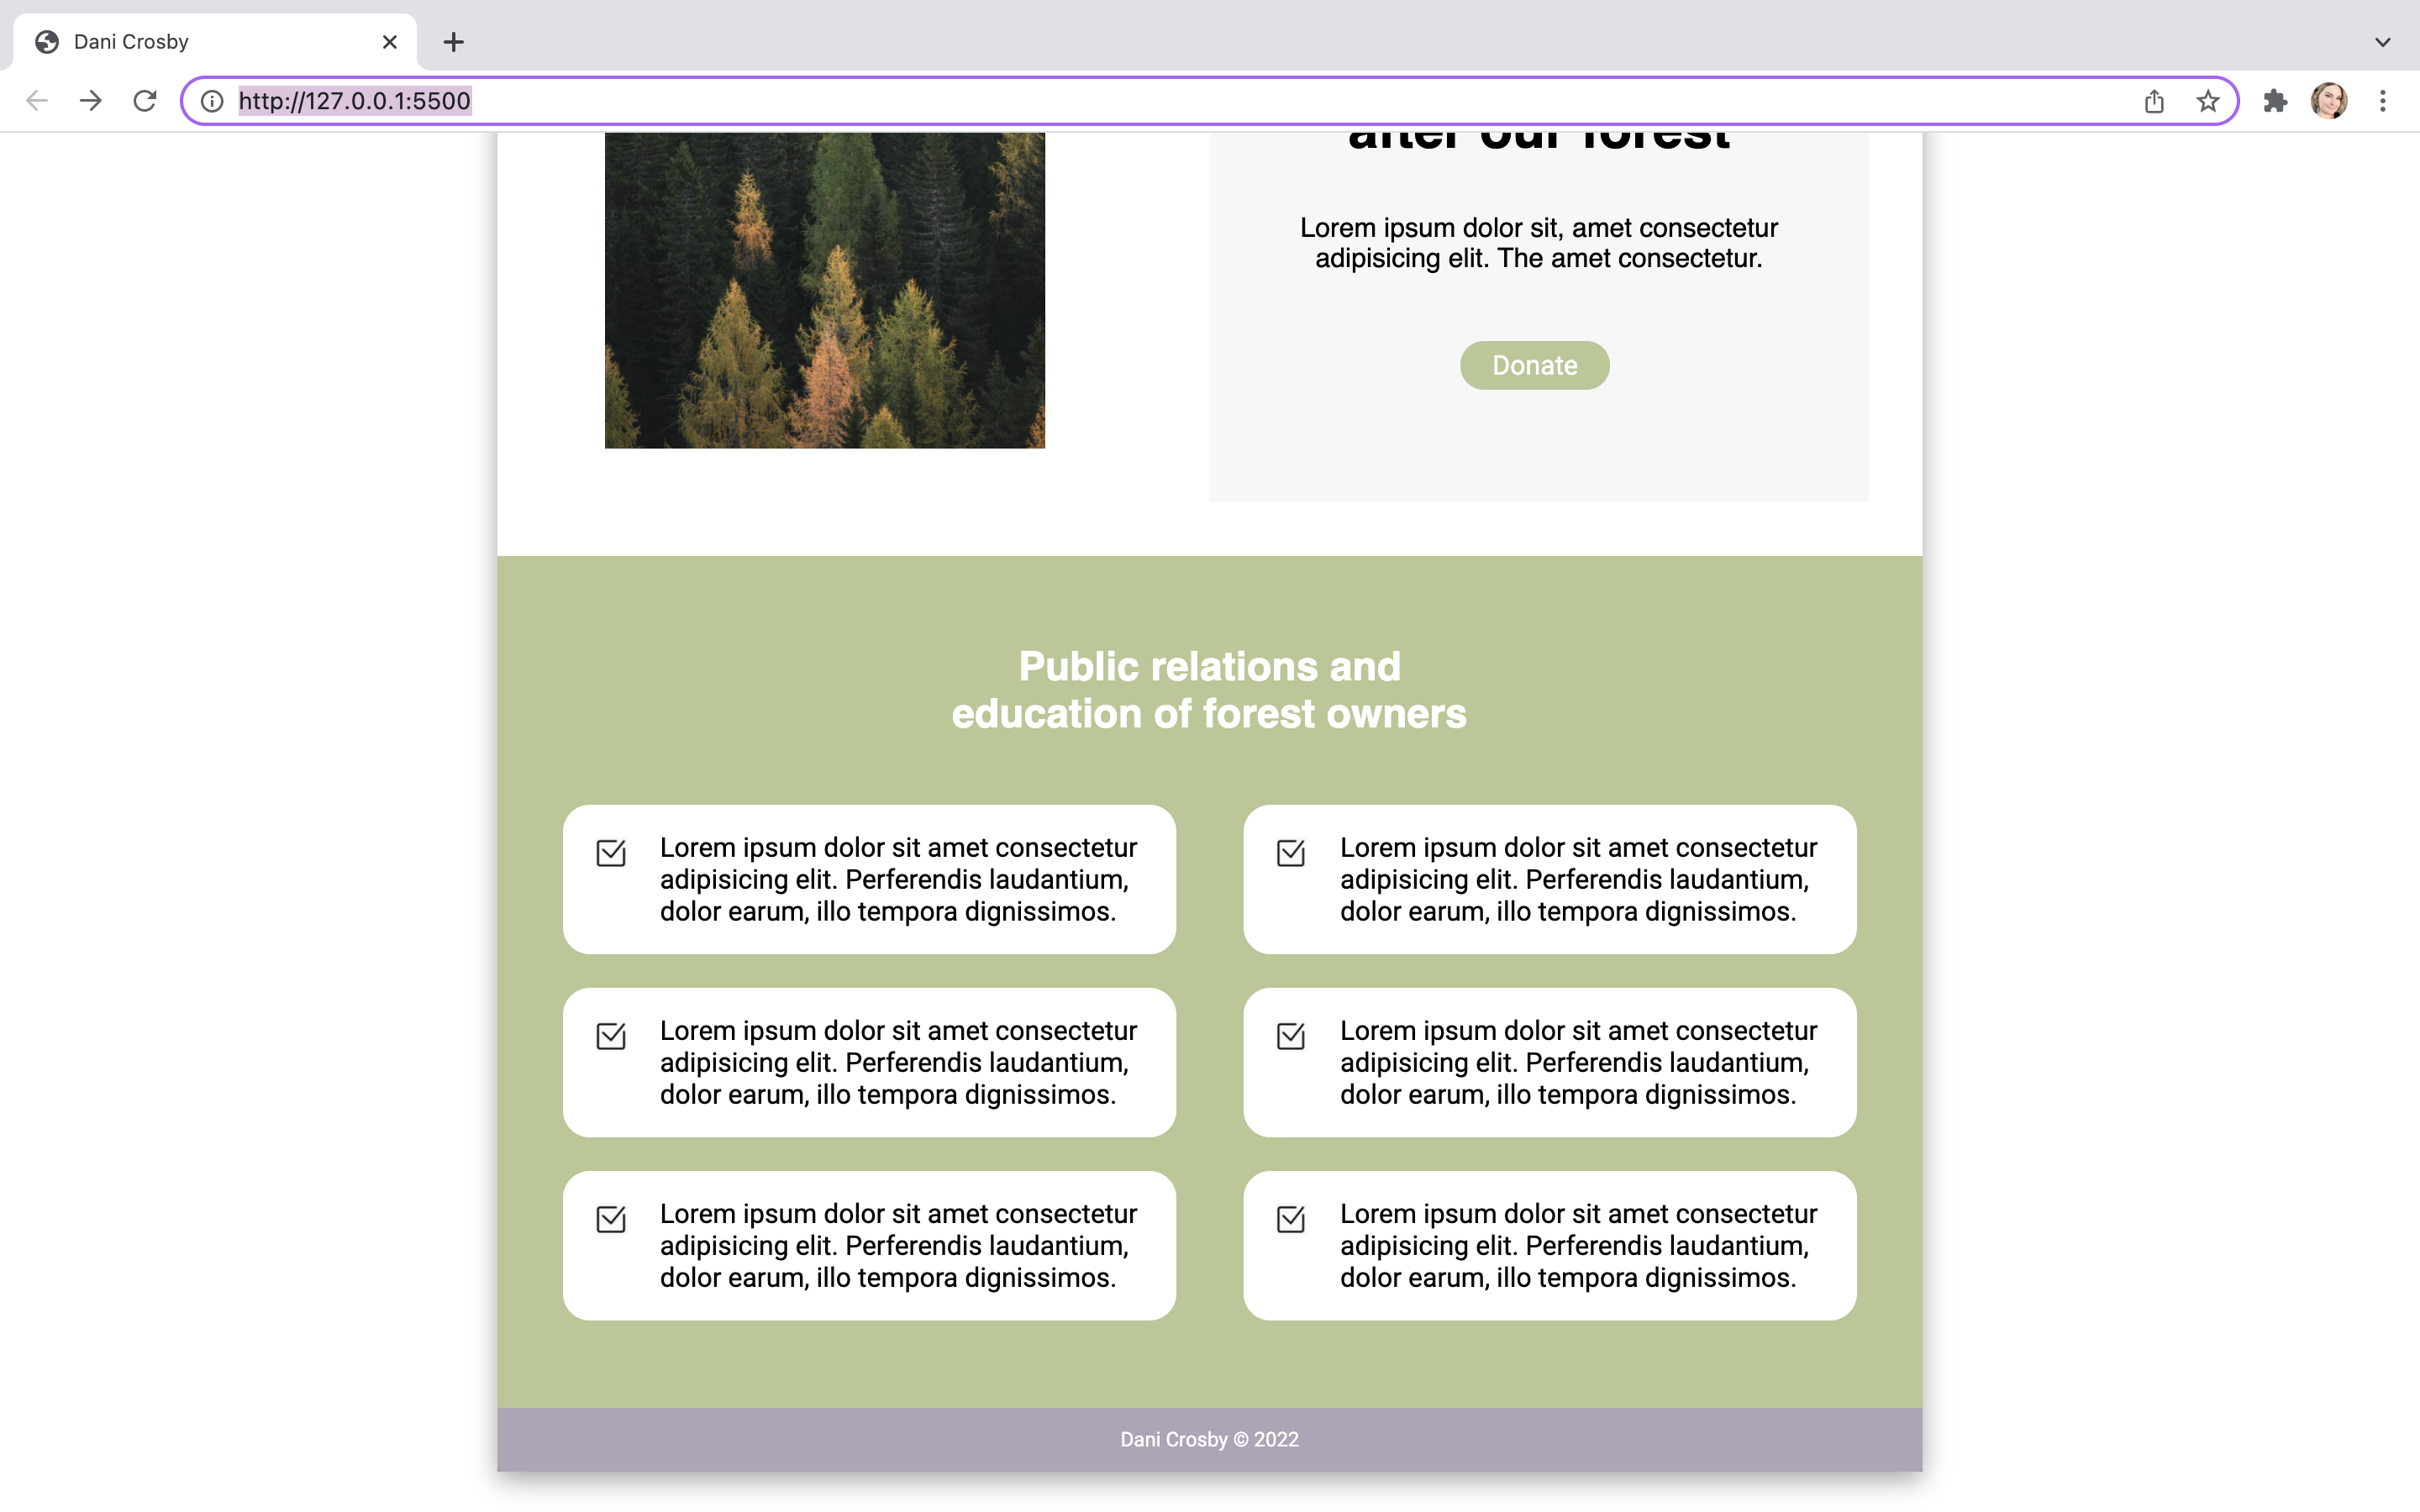 Dani Crosby
http://127.0.0.1:5500
after our forest
Lorem ipsum dolor sit, amet consectetur
adipisicing elit. The amet consectetur.
Donate
Public relations and
education of forest owners
Lorem ipsum dolor sit amet consectetur
adipisicing elit. Perferendis laudantium,
dolor earum, illo tempora dignissimos.
Lorem ipsum dolor sit amet consectetur
adipisicing elit. Perferendis laudantium,
dolor earum, illo tempora dignissimos.
Lorem ipsum dolor sit amet consectetur
adipisicing elit. Perferendis laudantium,
dolor earum, illo tempora dignissimos.
Lorem ipsum dolor sit amet consectetur
adipisicing elit. Perferendis laudantium,
dolor earum, illo tempora dignissimos.
Lorem ipsum dolor sit amet consectetur
adipisicing elit. Perferendis laudantium,
dolor earum, illo tempora dignissimos.
Lorem ipsum dolor sit amet consectetur
adipisicing elit. Perferendis laudantium,
dolor earum, illo tempora dignissimos.
Dani Crosby © 2022